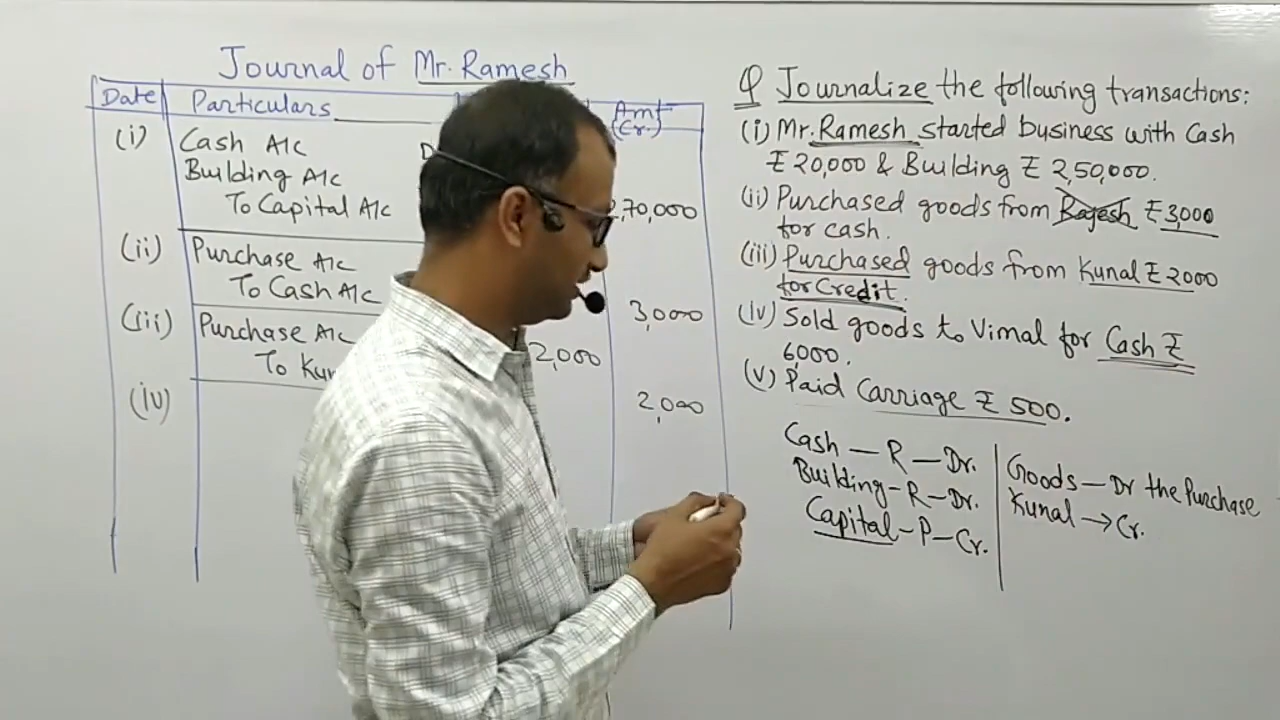 Journal of Mr. Ramesh
Date Particulars Amt
(Cr.)
(i) Cash A/c D
Building A/c
To Capital A/c 2,70,000
(ii) Purchase A/c
To Cash A/c 3,000
(iii) Purchase A/c 2,000
To Kun 2,000
(iv)
Q Journalize the following transactions:
(i) Mr. Ramesh started business with Cash
₹ 20,000 & Building ₹ 2,50,000.
(ii) Purchased goods from Rajesh ₹ 3,000
for cash.
(iii) Purchased goods from Kunal ₹ 2000
for Credit.
(iv) Sold goods to Vimal for Cash ₹
6000.
(v) Paid Carriage ₹ 500.
Cash — R — Dr.
Building — R — Dr.
Capital — P — Cr.
Goods — Dr the Purchase
Kunal → Cr.